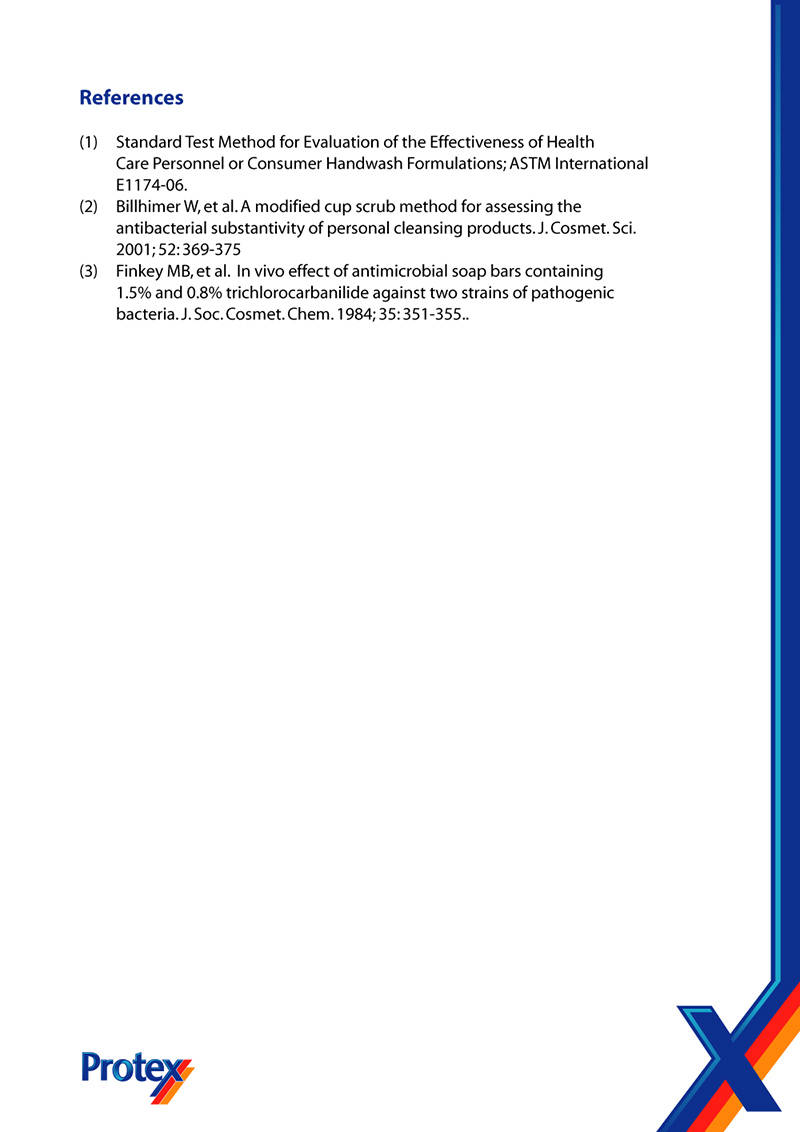 References
(1) Standard Test Method for Evaluation of the Effectiveness of Health
Care Personnel or Consumer Handwash Formulations; ASTM International
E1174-06.
(2) Billhimer W, et al. A modified cup scrub method for assessing the
antibacterial substantivity of personal cleansing products. J. Cosmet. Sci.
2001; 52: 369-375
(3) Finkey MB, et al. In vivo effect of antimicrobial soap bars containing
1.5% and 0.8% trichlorocarbanilide against two strains of pathogenic
bacteria. J. Soc. Cosmet. Chem. 1984; 35: 351-355..
Protex
X